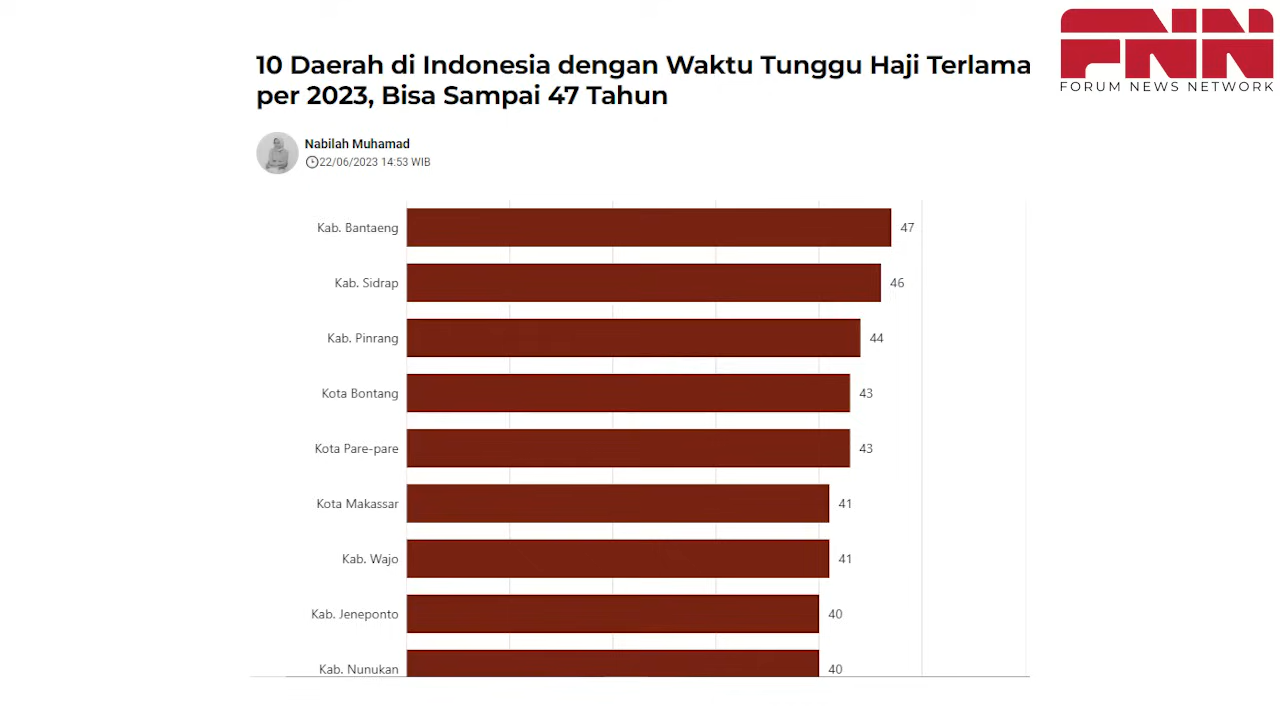 FNN
FORUM NEWS NETWORK
10 Daerah di Indonesia dengan Waktu Tunggu Haji Terlama
per 2023, Bisa Sampai 47 Tahun
Nabilah Muhamad
22/06/2023 14:53 WIB
Kab. Bantaeng 47
Kab. Sidrap 46
Kab. Pinrang 44
Kota Bontang 43
Kota Pare-pare 43
Kota Makassar 41
Kab. Wajo 41
Kab. Jeneponto 40
Kab. Nunukan 40